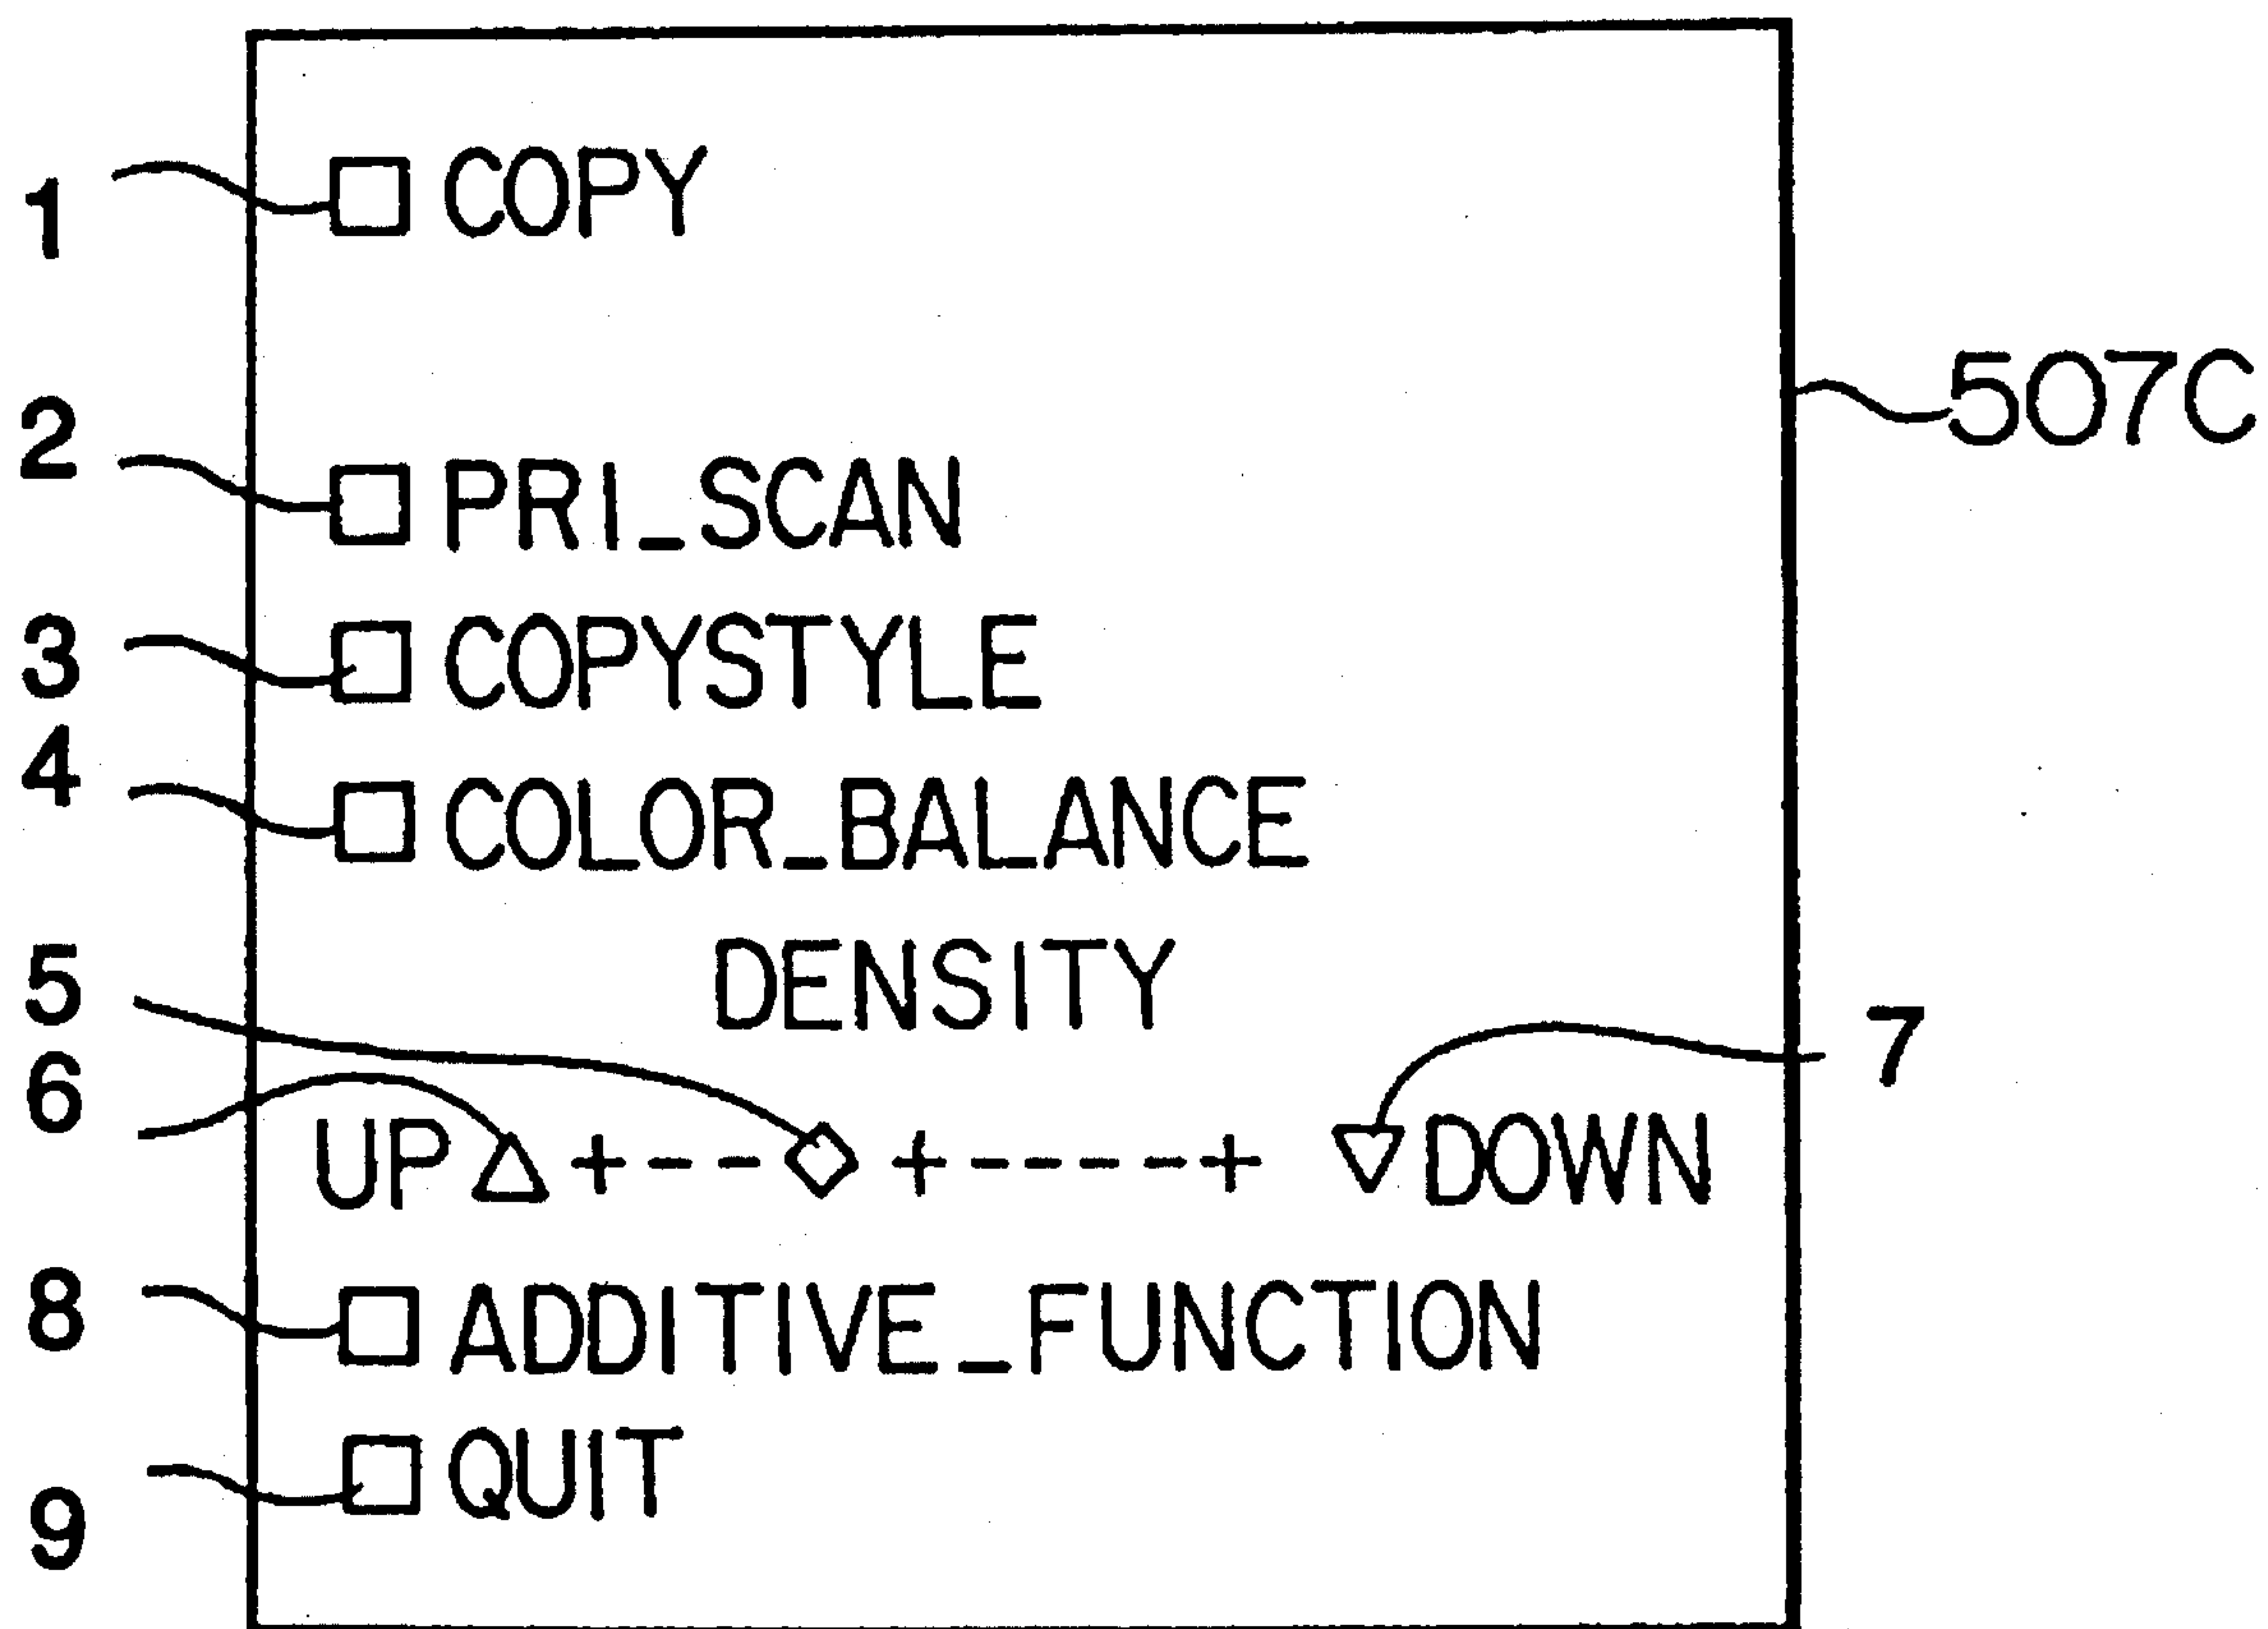 1 □ COPY
507C
2 □ PRI_SCAN
3 □ COPYSTYLE
4 □ COLOR_BALANCE
DENSITY
5
6
7
UP △ +---◇ +-----+ ▽ DOWN
8 □ ADDITIVE_FUNCTION
9 □ QUIT